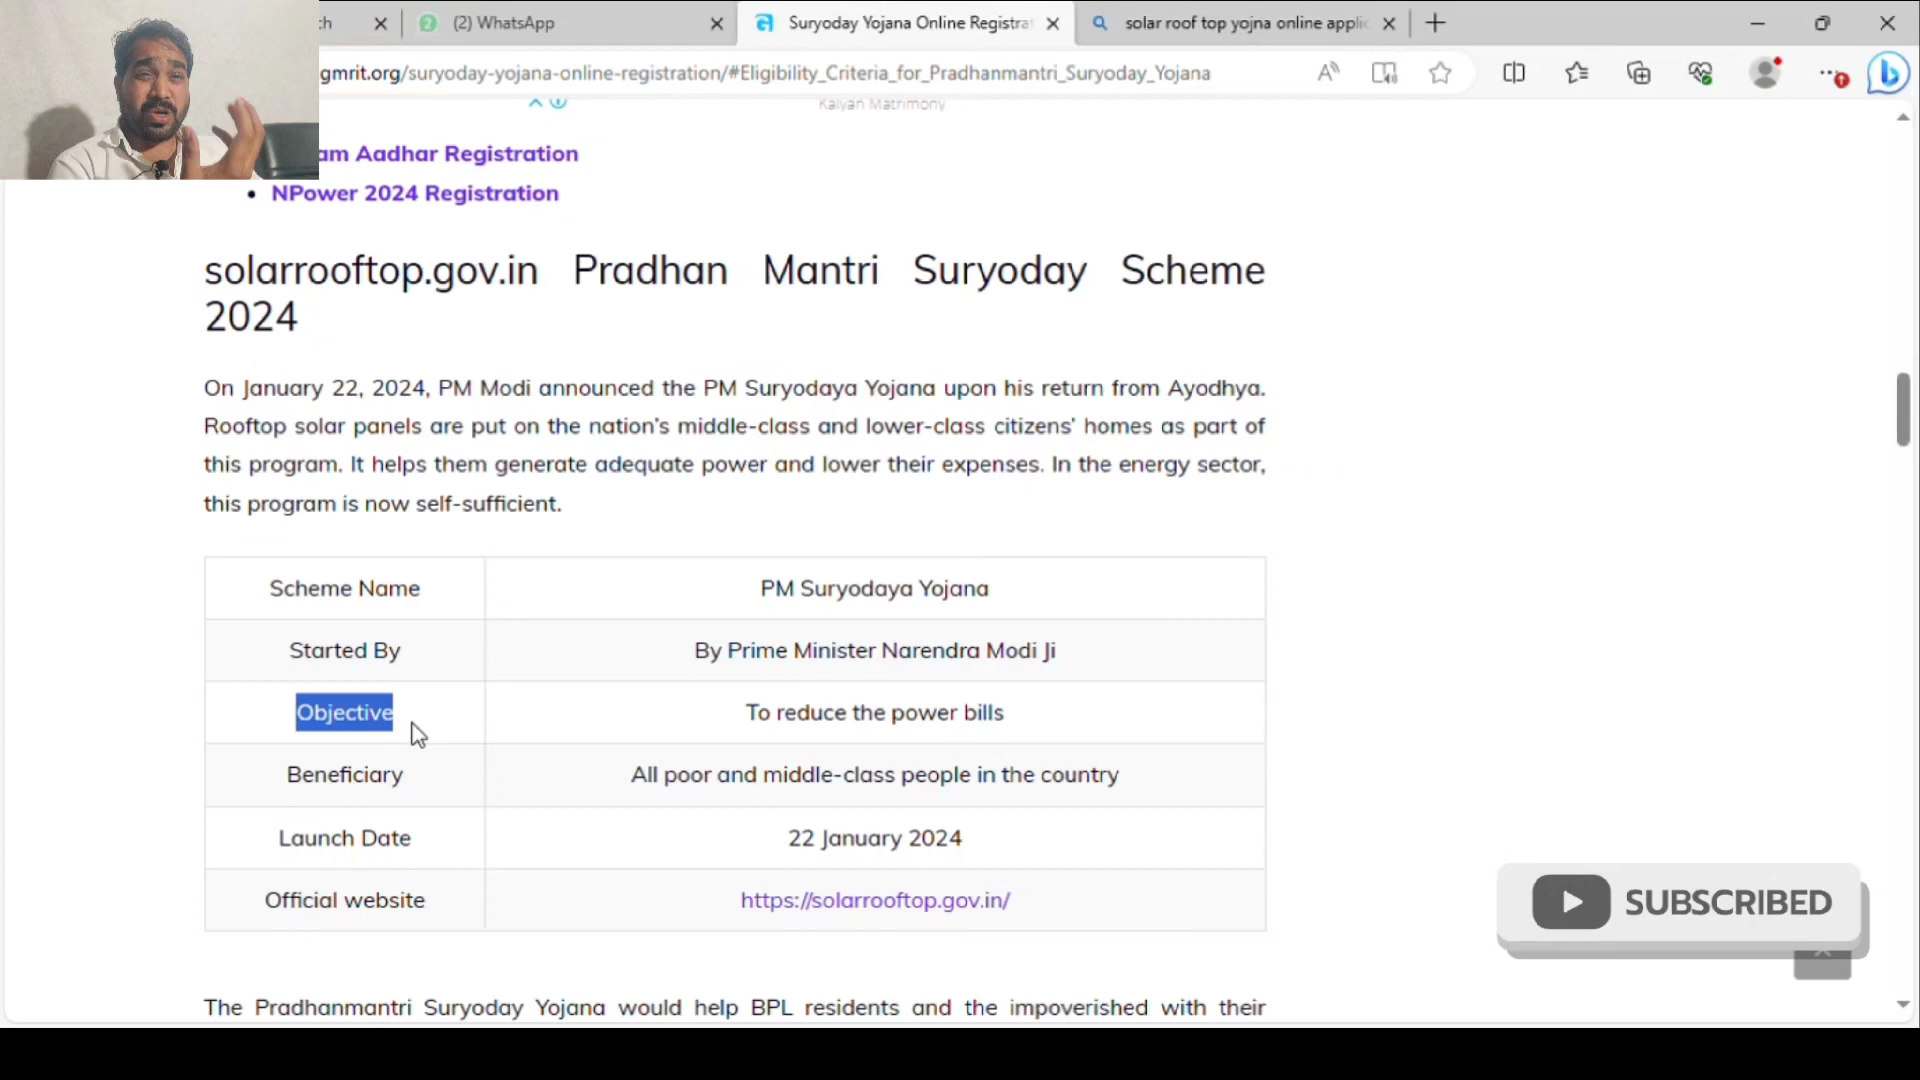 ch
(2) WhatsApp
Suryoday Yojana Online Registra
solar roof top yojna online applic
gmrit.org/suryoday-yojana-online-registration/#Eligibility_Criteria_for_Pradhanmantri_Suryoday_Yojana
Kalyan Matrimony
am Aadhar Registration
• NPower 2024 Registration
solarrooftop.gov.in Pradhan Mantri Suryoday Scheme
2024
On January 22, 2024, PM Modi announced the PM Suryodaya Yojana upon his return from Ayodhya.
Rooftop solar panels are put on the nation's middle-class and lower-class citizens' homes as part of
this program. It helps them generate adequate power and lower their expenses. In the energy sector,
this program is now self-sufficient.
Scheme Name PM Suryodaya Yojana
Started By By Prime Minister Narendra Modi Ji
Objective To reduce the power bills
Beneficiary All poor and middle-class people in the country
Launch Date 22 January 2024
Official website https://solarrooftop.gov.in/
SUBSCRIBED
The Pradhanmantri Suryoday Yojana would help BPL residents and the impoverished with their